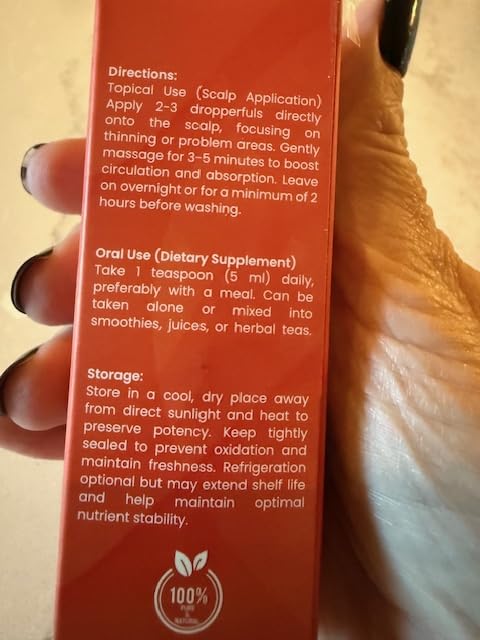 Directions:
Topical Use (Scalp Application)
Apply 2-3 dropperfuls directly
onto the scalp, focusing on
thinning or problem areas. Gently
massage for 3–5 minutes to boost
circulation and absorption. Leave
on overnight or for a minimum of 2
hours before washing.
Oral Use (Dietary Supplement)
Take 1 teaspoon (5 ml) daily,
preferably with a meal. Can be
taken alone or mixed into
smoothies, juices, or herbal teas.
Storage:
Store in a cool, dry place away
from direct sunlight and heat to
preserve potency. Keep tightly
sealed to prevent oxidation and
maintain freshness. Refrigeration
optional but may extend shelf life
and help maintain optimal
nutrient stability.
100%
PURE
&
NATURAL